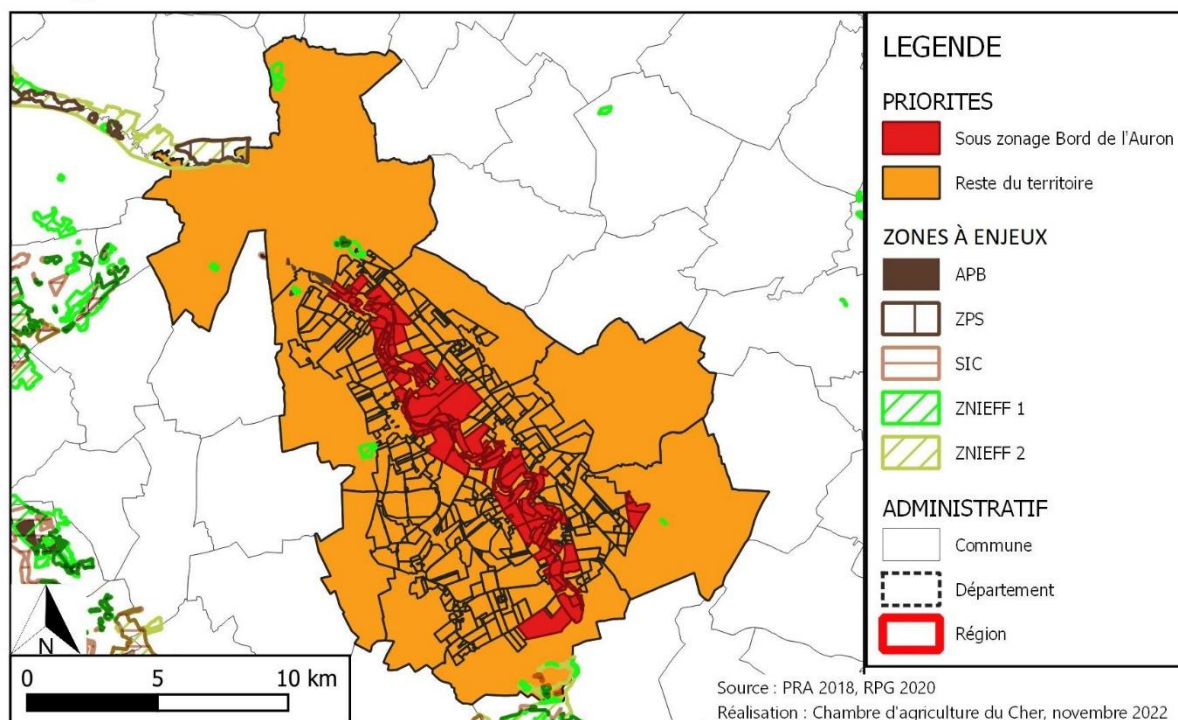 LEGENDE
PRIORITES
Sous zonage Bord de l'Auron
Reste du territoire
ZONES À ENJEUX
APB
ZPS
SIC
ZNIEFF 1
ZNIEFF 2
ADMINISTRATIF
Commune
Département
Région
N
0 5 10 km
Source : PRA 2018, RPG 2020
Réalisation : Chambre d'agriculture du Cher, novembre 2022